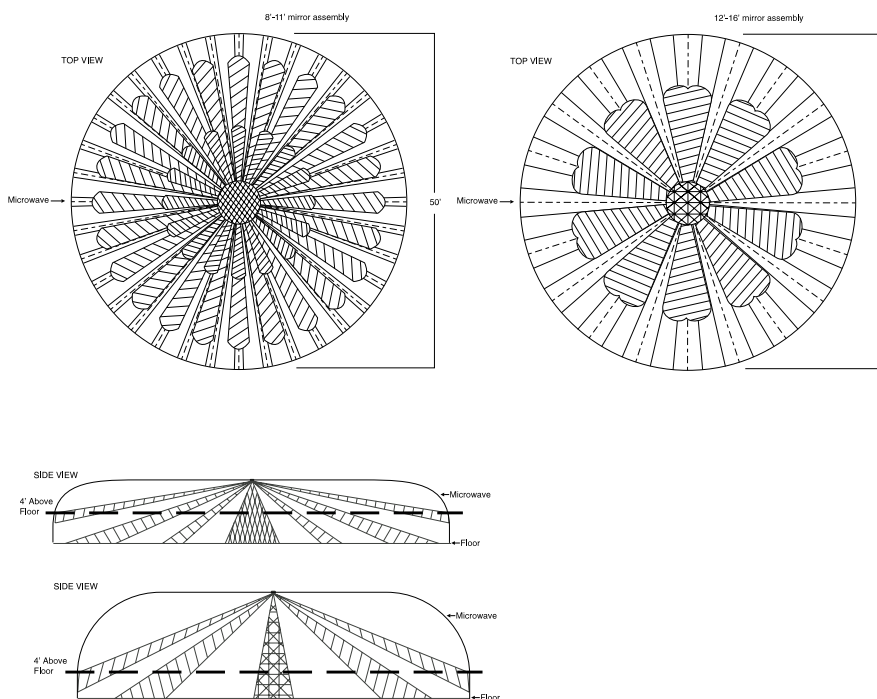 8'-11' mirror assembly
TOP VIEW
Microwave
50'
12'-16' mirror assembly
TOP VIEW
Microwave
SIDE VIEW
4' Above
Floor
Microwave
Floor
SIDE VIEW
4' Above
Floor
Microwave
Floor